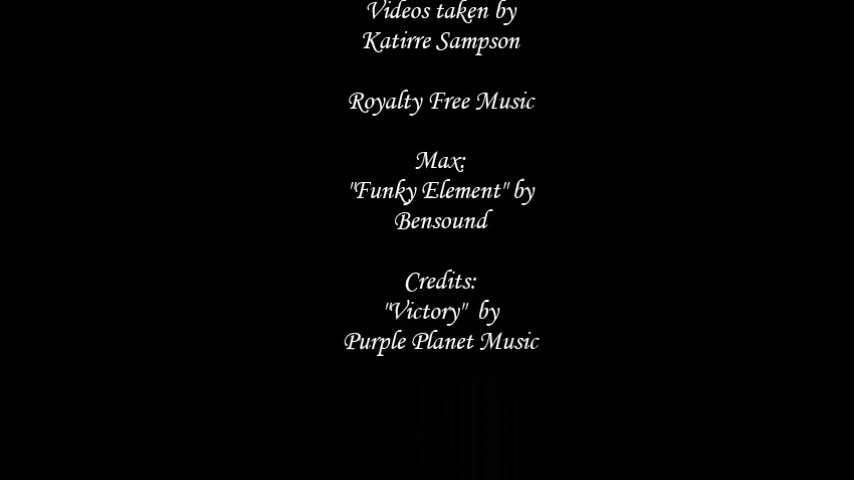 Videos taken by
Katirre Sampson
Royalty Free Music
Max:
"Funky Element" by
Bensound
Credits:
"Victory" by
Purple Planet Music